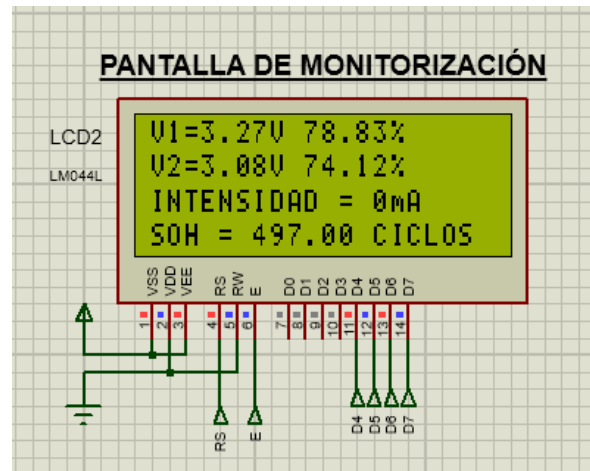 PANTALLA DE MONITORIZACIÓN
LCD2
LM044L
V1=3.27V 78.83%
V2=3.08V 74.12%
INTENSIDAD = 0mA
SOH = 497.00 CICLOS
VSS VDD VEE RS RW E D0 D1 D2 D3 D4 D5 D6 D7
1 2 3 4 5 6 7 8 9 10 11 12 13 14
RS E D4 D5 D6 D7